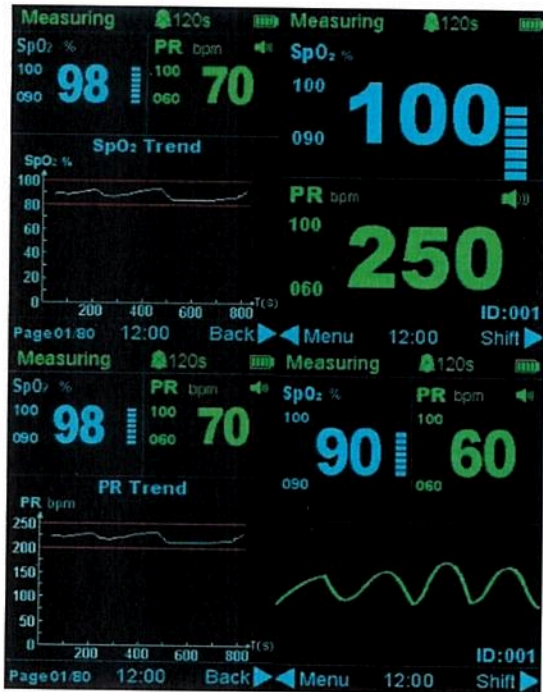 Measuring 120s
SpO₂ % PR bpm
100 98 100 70
090 060
SpO₂ Trend
SpO₂ %
100
80
60
40
20
0
200 400 600 800 T(S)
Page01/80 12:00 Back
Measuring 120s
SpO₂ %
100 100
090
PR bpm
100 250
060
ID:001
Menu 12:00 Shift
Measuring 120s
SpO₂ % PR bpm
100 98 100 70
090 060
PR Trend
PR bpm
250
200
150
100
50
0
200 400 600 800 T(S)
Page01/80 12:00 Back
Measuring 120s
SpO₂ % PR bpm
100 90 100 60
090 060
ID:001
Menu 12:00 Shift